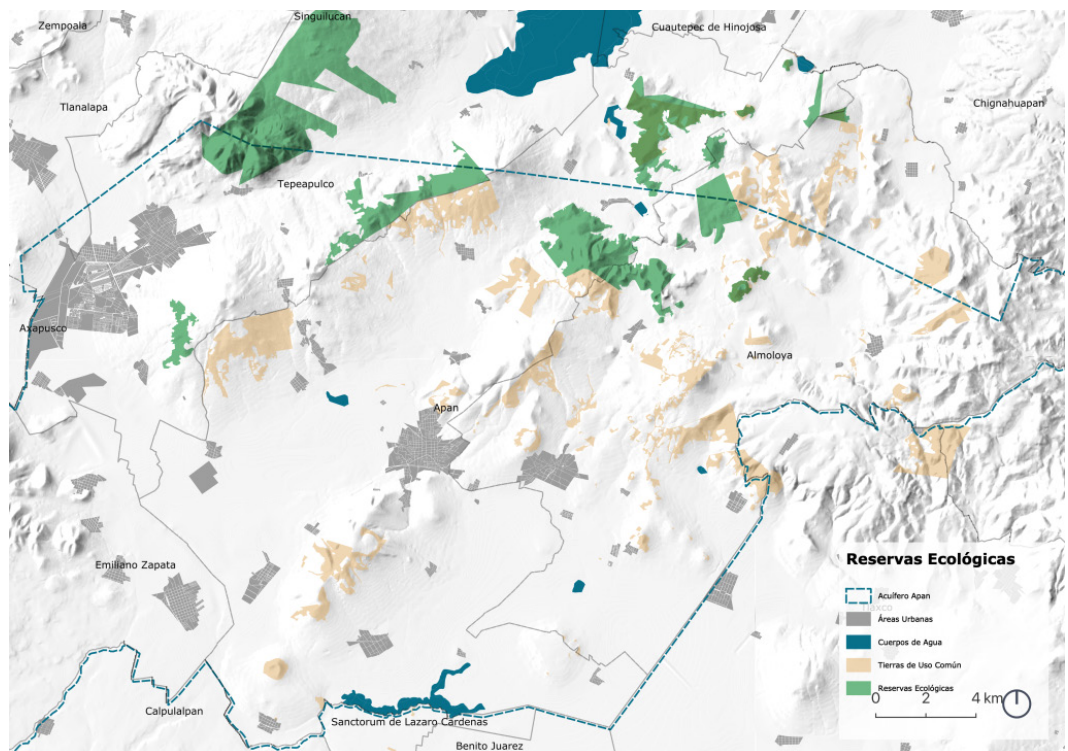 Singuilucan
Zempoala
Cuautepec de Hinojosa
Tlanalapa
Chignahuapan
Tepeapulco
Axapusco
Almoloya
Apan
Emiliano Zapata
Calpulalpan
Sanctorum de Lazaro Cardenas
Benito Juarez
Reservas Ecológicas
Acuífero Apan
Áreas Urbanas
Cuerpos de Agua
Tierras de Uso Común
Reservas Ecológicas
0 2 4 km